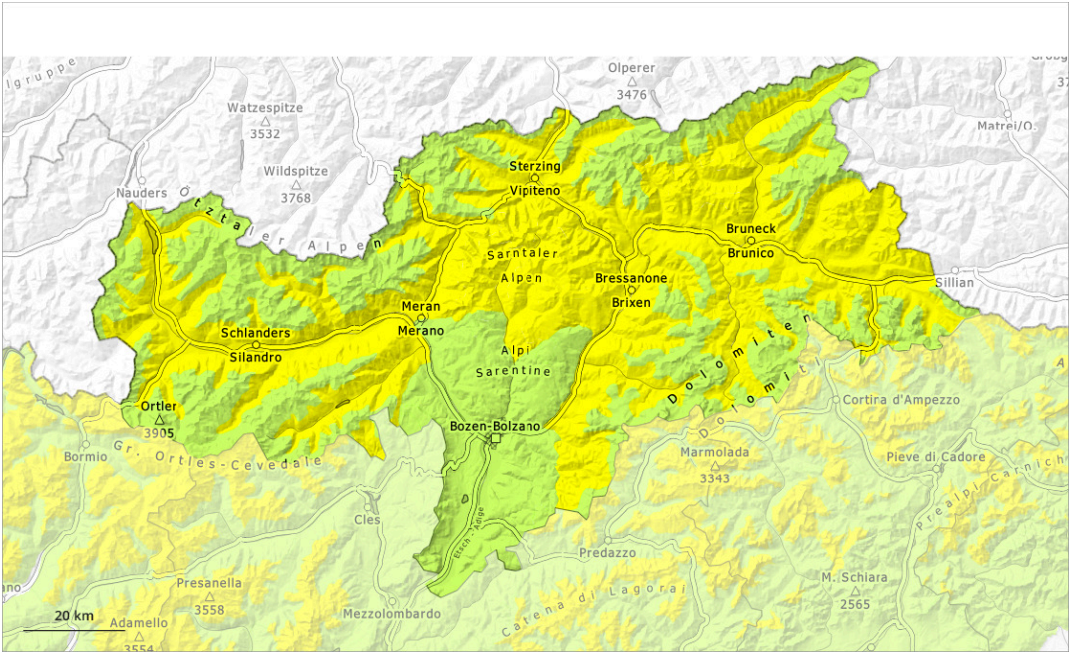 lgruppe
Olperer
3476
Watzespitze
3532
Matrei/O.
Sterzing
Vipiteno
Wildspitze
3768
Nauders
Ötztaler Alpen
Bruneck
Brunico
Sarntaler
Alpen
Bressanone
Brixen
Sillian
Meran
Merano
Schlanders
Silandro
Alpi
Sarentine
Dolomiten
Dolomiti
Ortler
3905
Cortina d'Ampezzo
Bozen-Bolzano
Gr. Ortles-Cevedale
Bormio
Marmolada
3343
Pieve di Cadore
Prealpi Carnich
Cles
Etsch - Adige
Predazzo
ano
Presanella
3558
M. Schiara
2565
Mezzolombardo
Catena di Lagorai
20 km
Adamello
3554